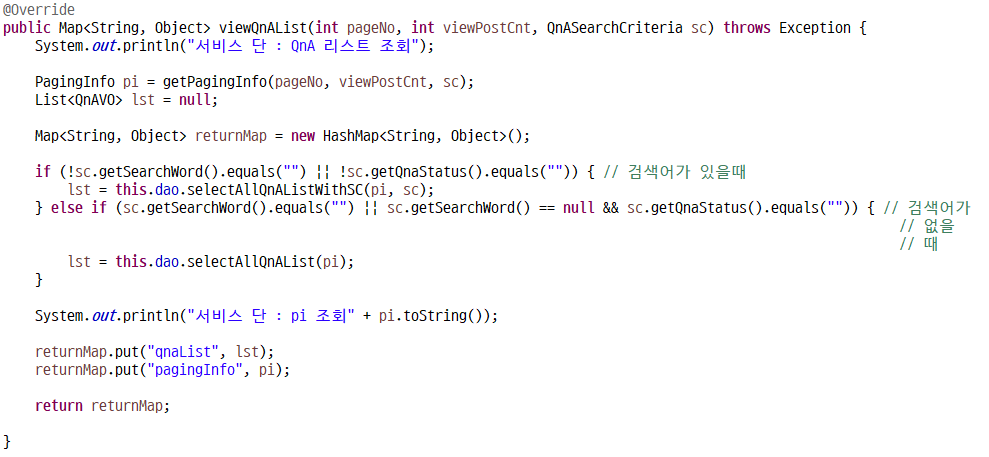 @Override
public Map<String, Object> viewQnAList(int pageNo, int viewPostCnt, QnASearchCriteria sc) throws Exception {
    System.out.println("서비스 단 : QnA 리스트 조회");

    PagingInfo pi = getPagingInfo(pageNo, viewPostCnt, sc);
    List<QnAVO> lst = null;

    Map<String, Object> returnMap = new HashMap<String, Object>();

    if (!sc.getSearchWord().equals("") || !sc.getQnaStatus().equals("")) { // 검색어가 있을때
        lst = this.dao.selectAllQnAListWithSC(pi, sc);
    } else if (sc.getSearchWord().equals("") || sc.getSearchWord() == null && sc.getQnaStatus().equals("")) { // 검색어가
                                                                                                              // 없을
                                                                                                              // 때
        lst = this.dao.selectAllQnAList(pi);
    }

    System.out.println("서비스 단 : pi 조회" + pi.toString());

    returnMap.put("qnaList", lst);
    returnMap.put("pagingInfo", pi);

    return returnMap;

}